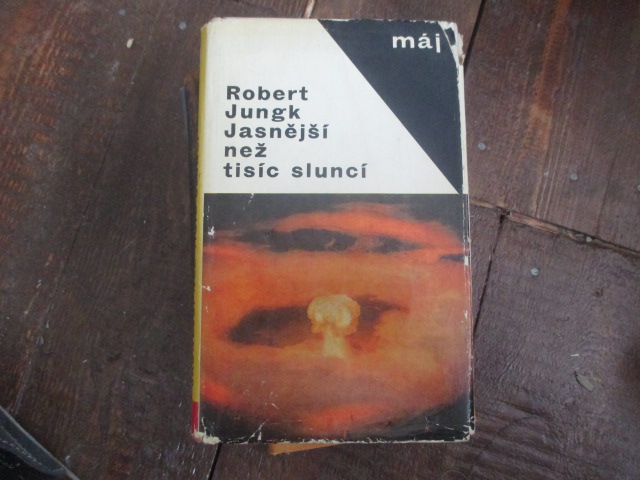 máj
Robert
Jungk
Jasnější
než
tisíc sluncí